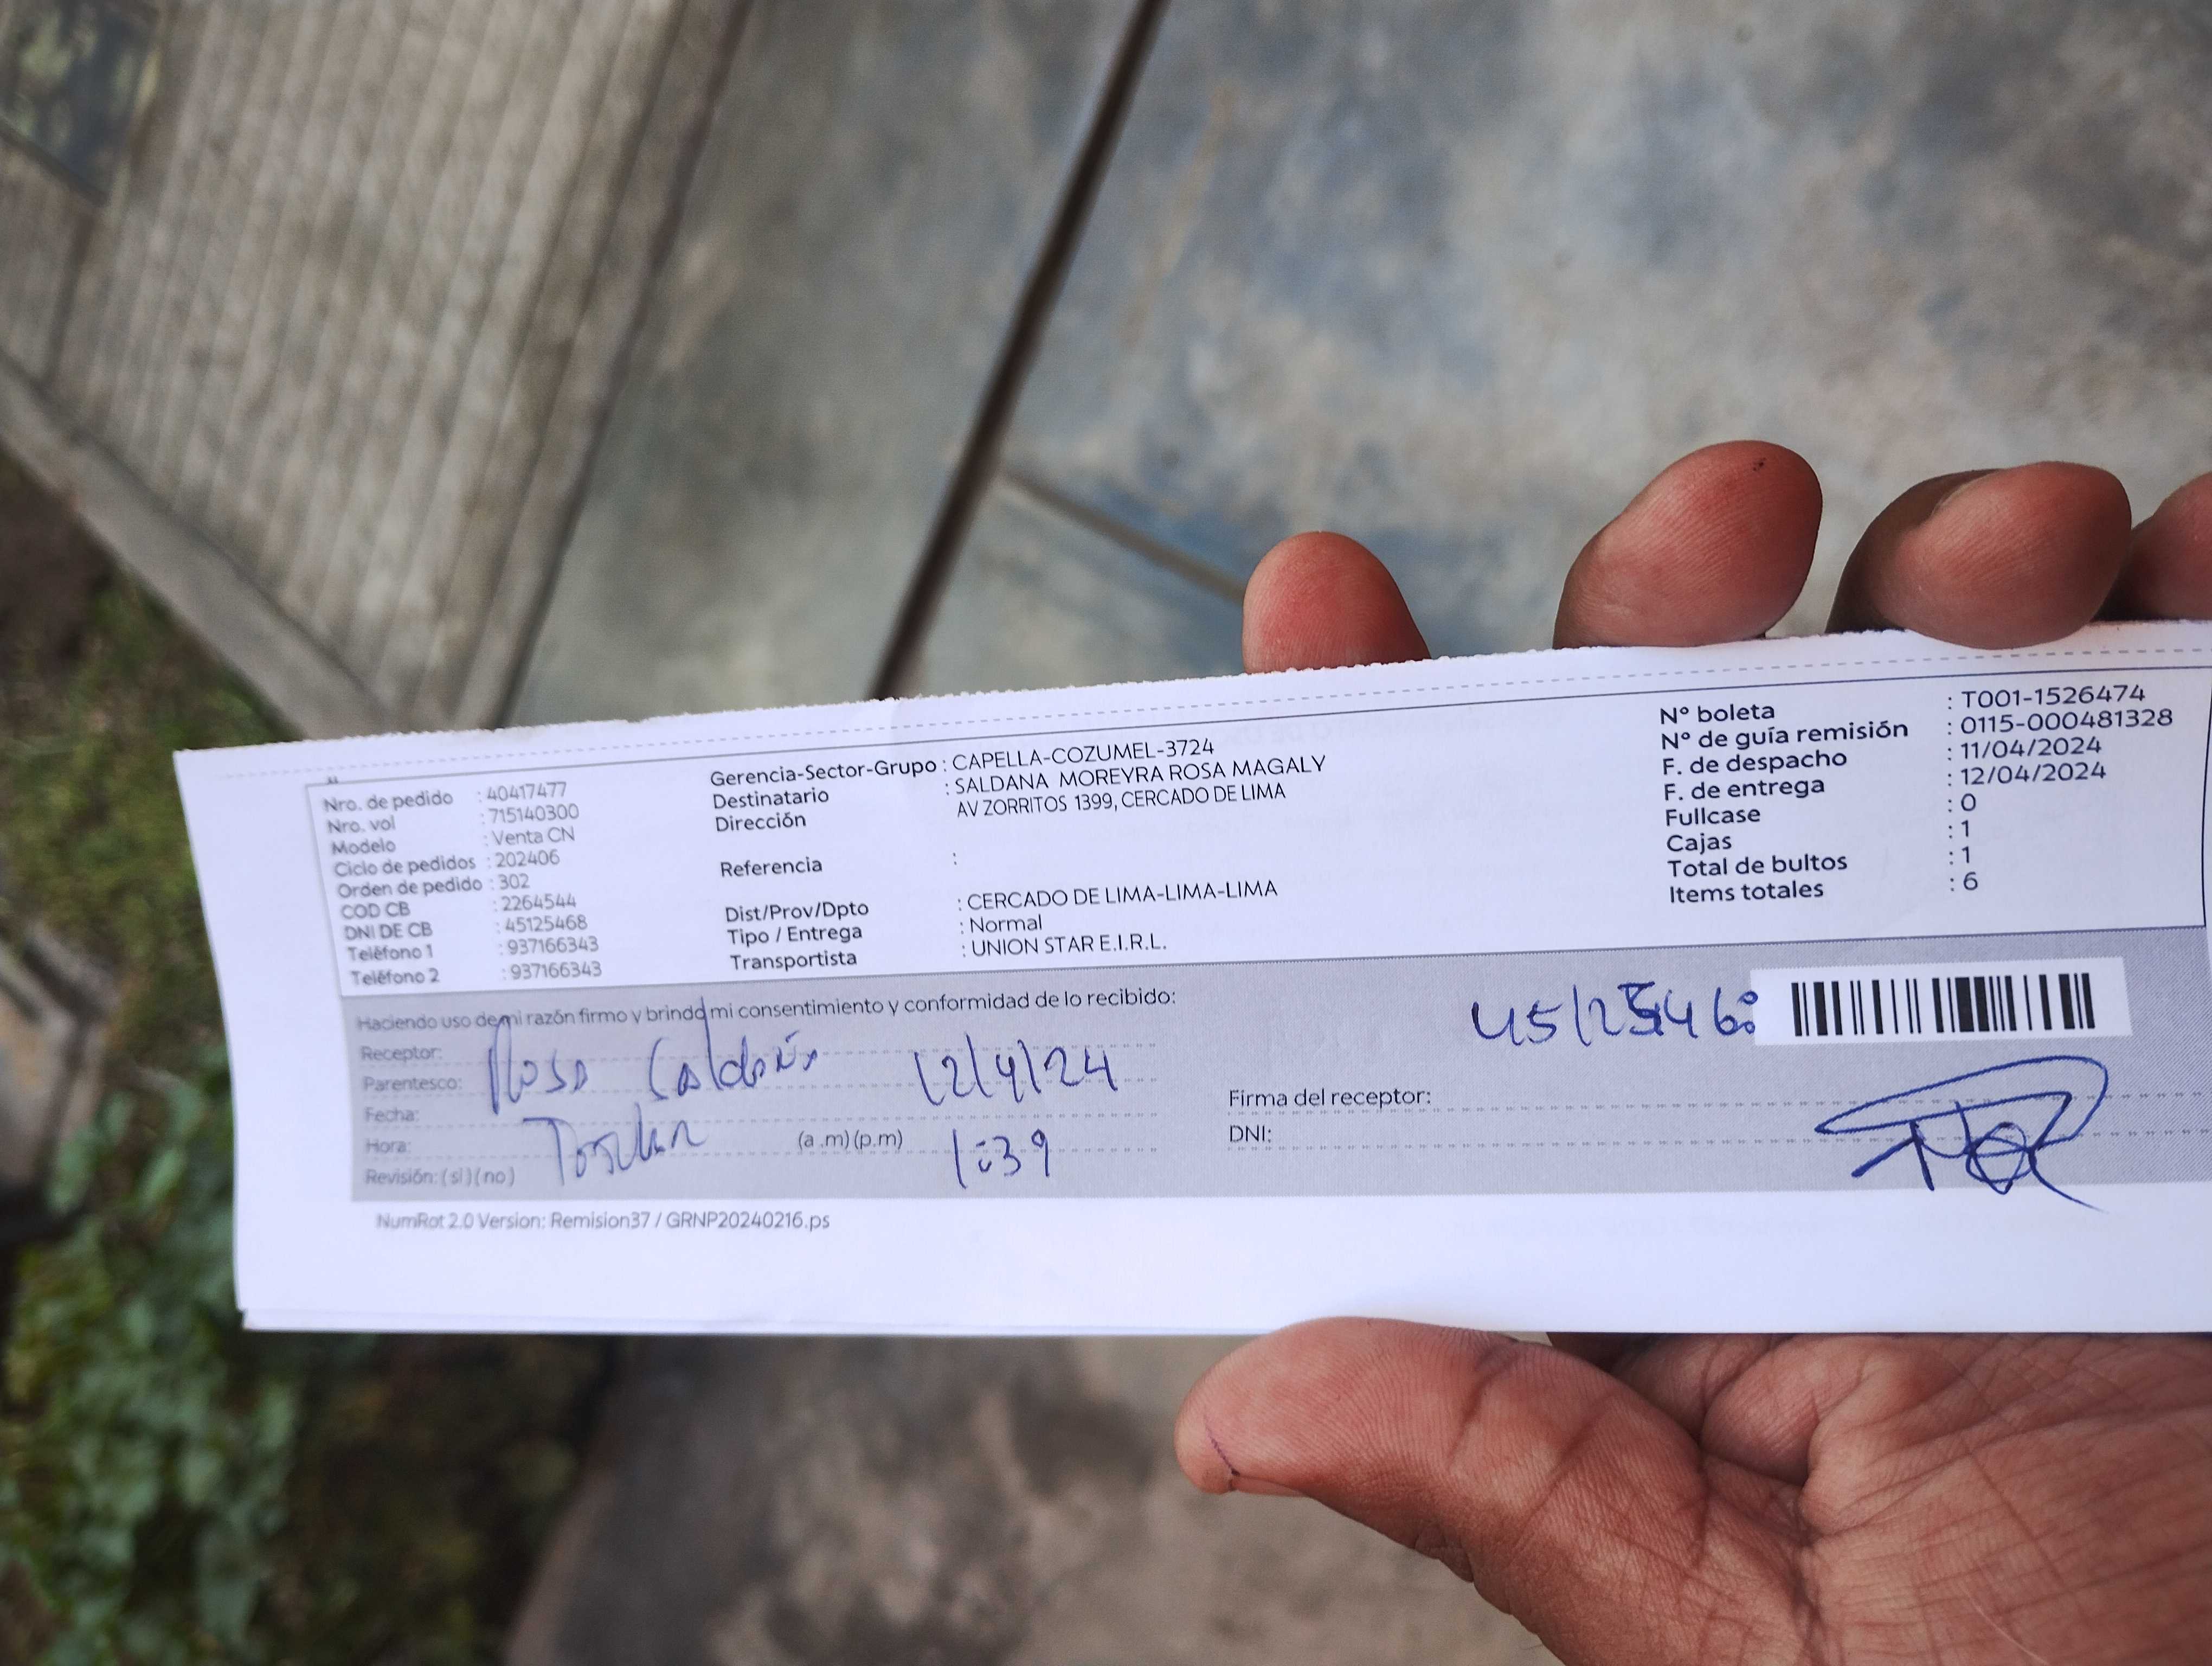 Nro. de pedido : 40417477
Nro. vol : 715140300
Modelo : Venta CN
Ciclo de pedidos : 202406
Orden de pedido : 302
COD CB : 2264544
DNI DE CB : 45125468
Teléfono 1 : 937166343
Teléfono 2 : 937166343
Gerencia-Sector-Grupo : CAPELLA-COZUMEL-3724
Destinatario : SALDANA MOREYRA ROSA MAGALY
Dirección AV ZORRITOS 1399, CERCADO DE LIMA
Referencia :
Dist/Prov/Dpto : CERCADO DE LIMA-LIMA-LIMA
Tipo / Entrega : Normal
Transportista : UNION STAR E.I.R.L.
N° boleta : T001-1526474
N° de guía remisión : 0115-000481328
F. de despacho : 11/04/2024
F. de entrega : 12/04/2024
Fullcase : 0
Cajas : 1
Total de bultos : 1
Items totales : 6
Haciendo uso de mi razón firmo y brindo mi consentimiento y conformidad de lo recibido:
Receptor:
Parentesco: Rosa 12/4/24
Fecha:
Hora: (a .m) (p.m) 1:39
Revisión: ( si ) ( no )
Firma del receptor:
DNI:
NumRot 2.0 Version: Remision37 / GRNP20240216.ps